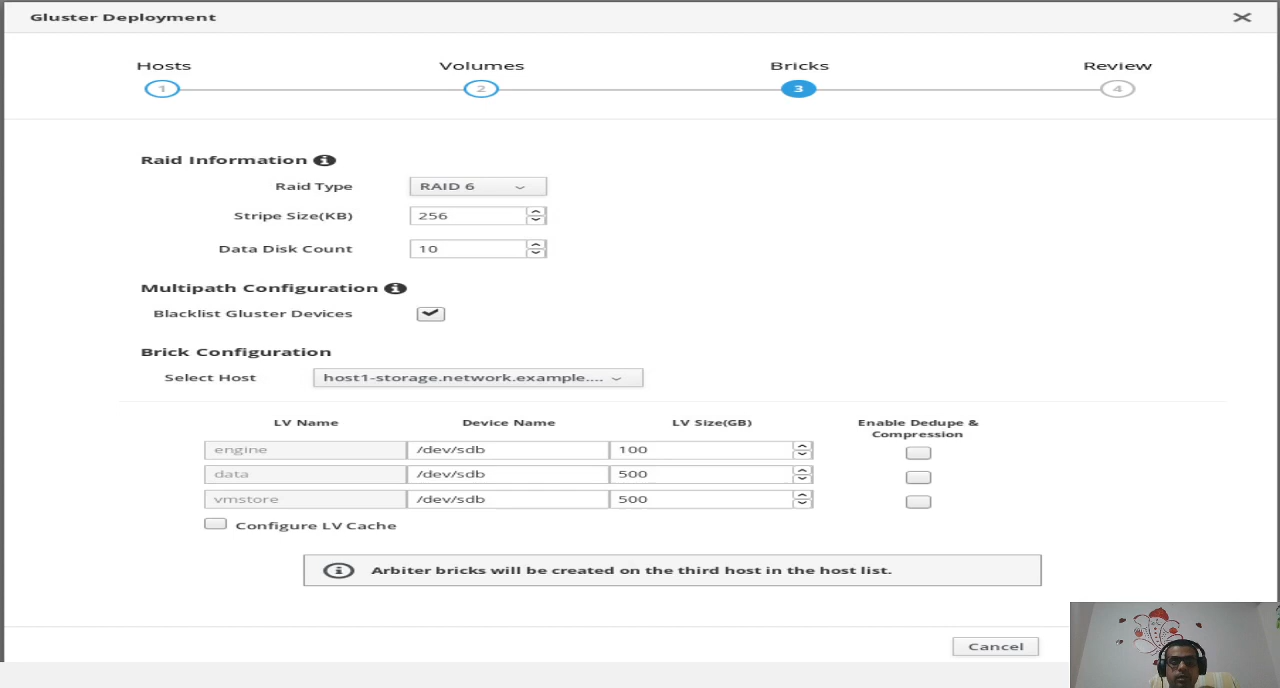 Gluster Deployment
Hosts Volumes Bricks Review
1 2 3 4
Raid Information
Raid Type RAID 6
Stripe Size(KB) 256
Data Disk Count 10
Multipath Configuration
Blacklist Gluster Devices
Brick Configuration
Select Host host1-storage.network.example....
LV Name Device Name LV Size(GB) Enable Dedupe &
Compression
engine /dev/sdb 100
data /dev/sdb 500
vmstore /dev/sdb 500
Configure LV Cache
Arbiter bricks will be created on the third host in the host list.
Cancel